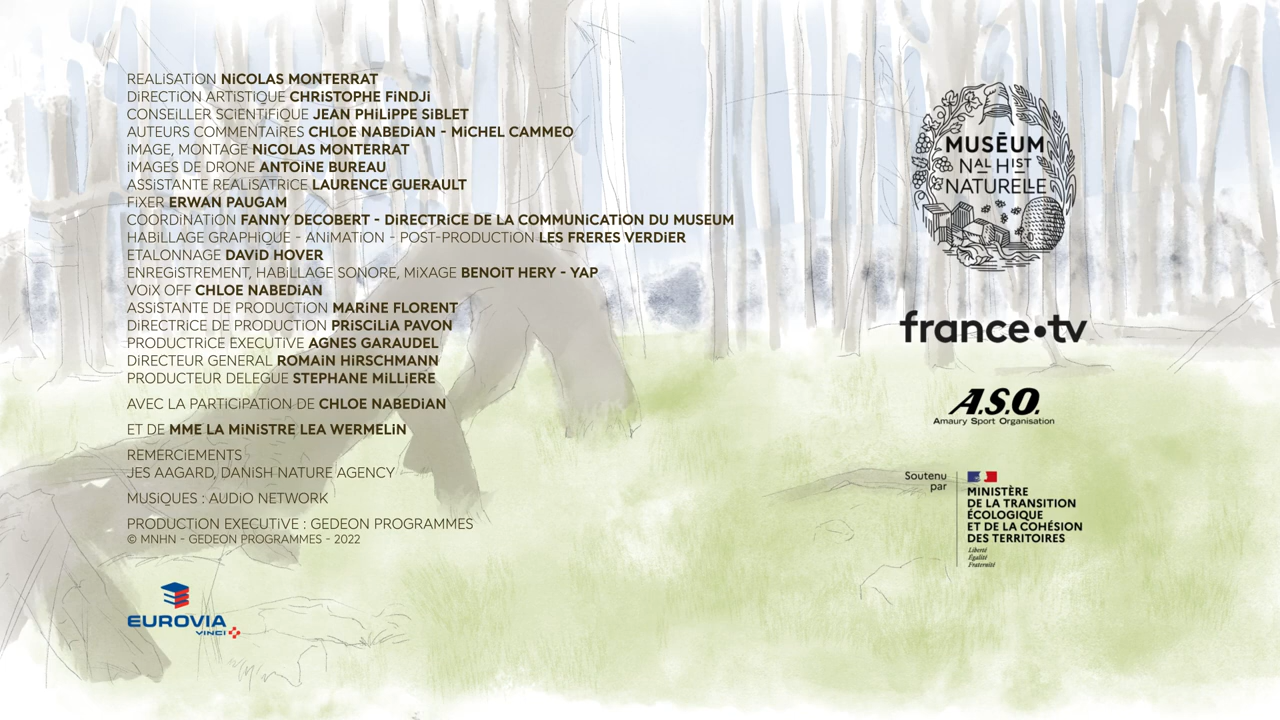 REALiSATiON NiCOLAS MONTERRAT
DiRECTiON ARTiSTiQUE CHRiSTOPHE FiNDJi
CONSEiLLER SCiENTiFiQUE JEAN PHiLiPPE SiBLET
AUTEURS COMMENTAiRES CHLOE NABEDiAN - MiCHEL CAMMEO
iMAGE, MONTAGE NiCOLAS MONTERRAT
iMAGES DE DRONE ANTOiNE BUREAU
ASSiSTANTE REALiSATRiCE LAURENCE GUERAULT
FiXER ERWAN PAUGAM
COORDiNATiON FANNY DECOBERT - DiRECTRiCE DE LA COMMUNiCATiON DU MUSEUM
HABiLLAGE GRAPHiQUE - ANiMATiON - POST-PRODUCTiON LES FRERES VERDiER
ETALONNAGE DAViD HOVER
ENREGiSTREMENT, HABiLLAGE SONORE, MiXAGE BENOiT HERY - YAP
VOiX OFF CHLOE NABEDiAN
ASSiSTANTE DE PRODUCTiON MARiNE FLORENT
DiRECTRiCE DE PRODUCTiON PRiSCiLiA PAVON
PRODUCTRiCE EXECUTiVE AGNES GARAUDEL
DiRECTEUR GENERAL ROMAiN HiRSCHMANN
PRODUCTEUR DELEGUE STEPHANE MiLLiERE
AVEC LA PARTiCiPATiON DE CHLOE NABEDiAN
ET DE MME LA MiNiSTRE LEA WERMELiN
REMERCiEMENTS
JES AAGARD, DANiSH NATURE AGENCY
MUSiQUES : AUDiO NETWORK
PRODUCTiON EXECUTiVE : GEDEON PROGRAMMES
© MNHN - GEDEON PROGRAMMES - 2022
EUROVIA
VINCI
MUSĒUM
NAL HIST
NATURELLE
france•tv
A.S.O.
Amaury Sport Organisation
Soutenu
par
MINISTÈRE
DE LA TRANSITION
ÉCOLOGIQUE
ET DE LA COHÉSION
DES TERRITOIRES
Liberté
Égalité
Fraternité